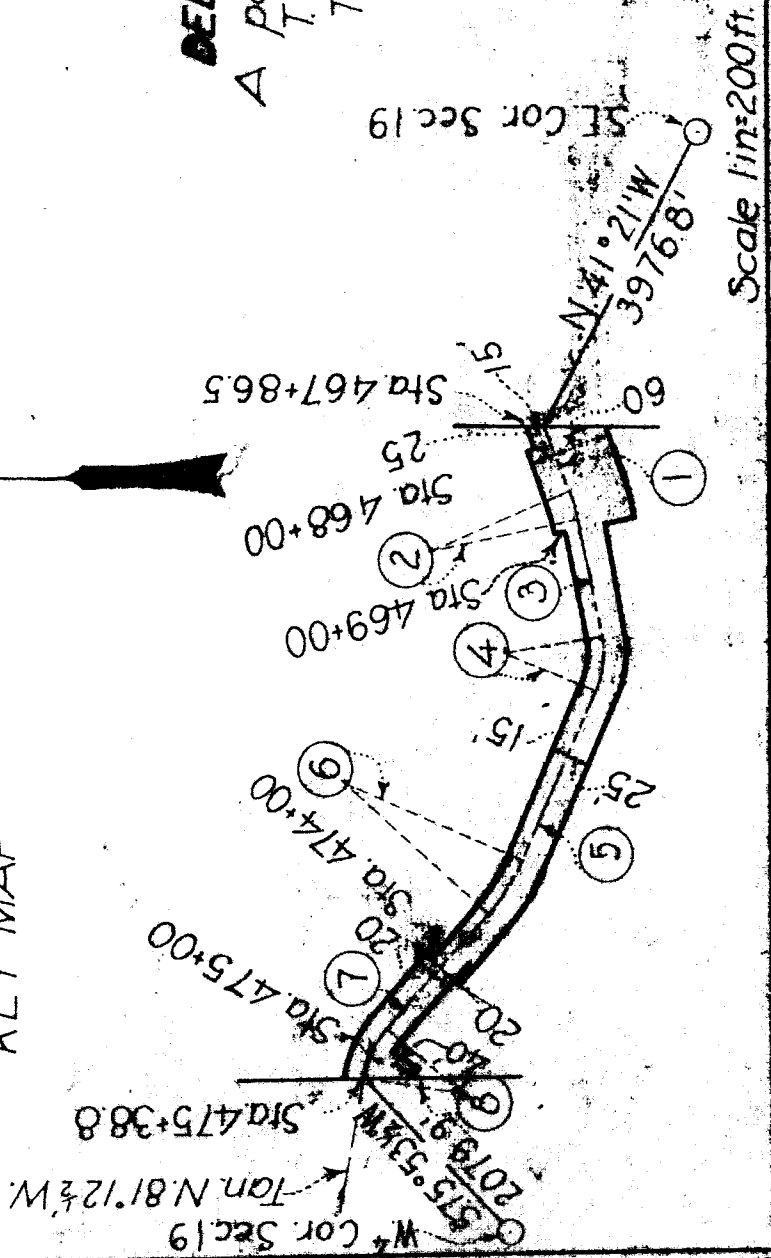 KEY MAP
DEL
Δ
T.
SE. Cor. Sec. 19
N. 41° 21' W
3976.8'
Scale 1in=200ft.
Sta. 467+86.5
15
60
25
Sta. 468+00
1
2
Sta. 469+00
3
4
15'
25'
5
6
Sta. 474+00
20
7
20
Sta. 475+00
40'
8
Sta. 475+38.8
Tan. N. 81° 12½' W.
W¼ Cor. Sec. 19
S75° 53½' W
2079.9'